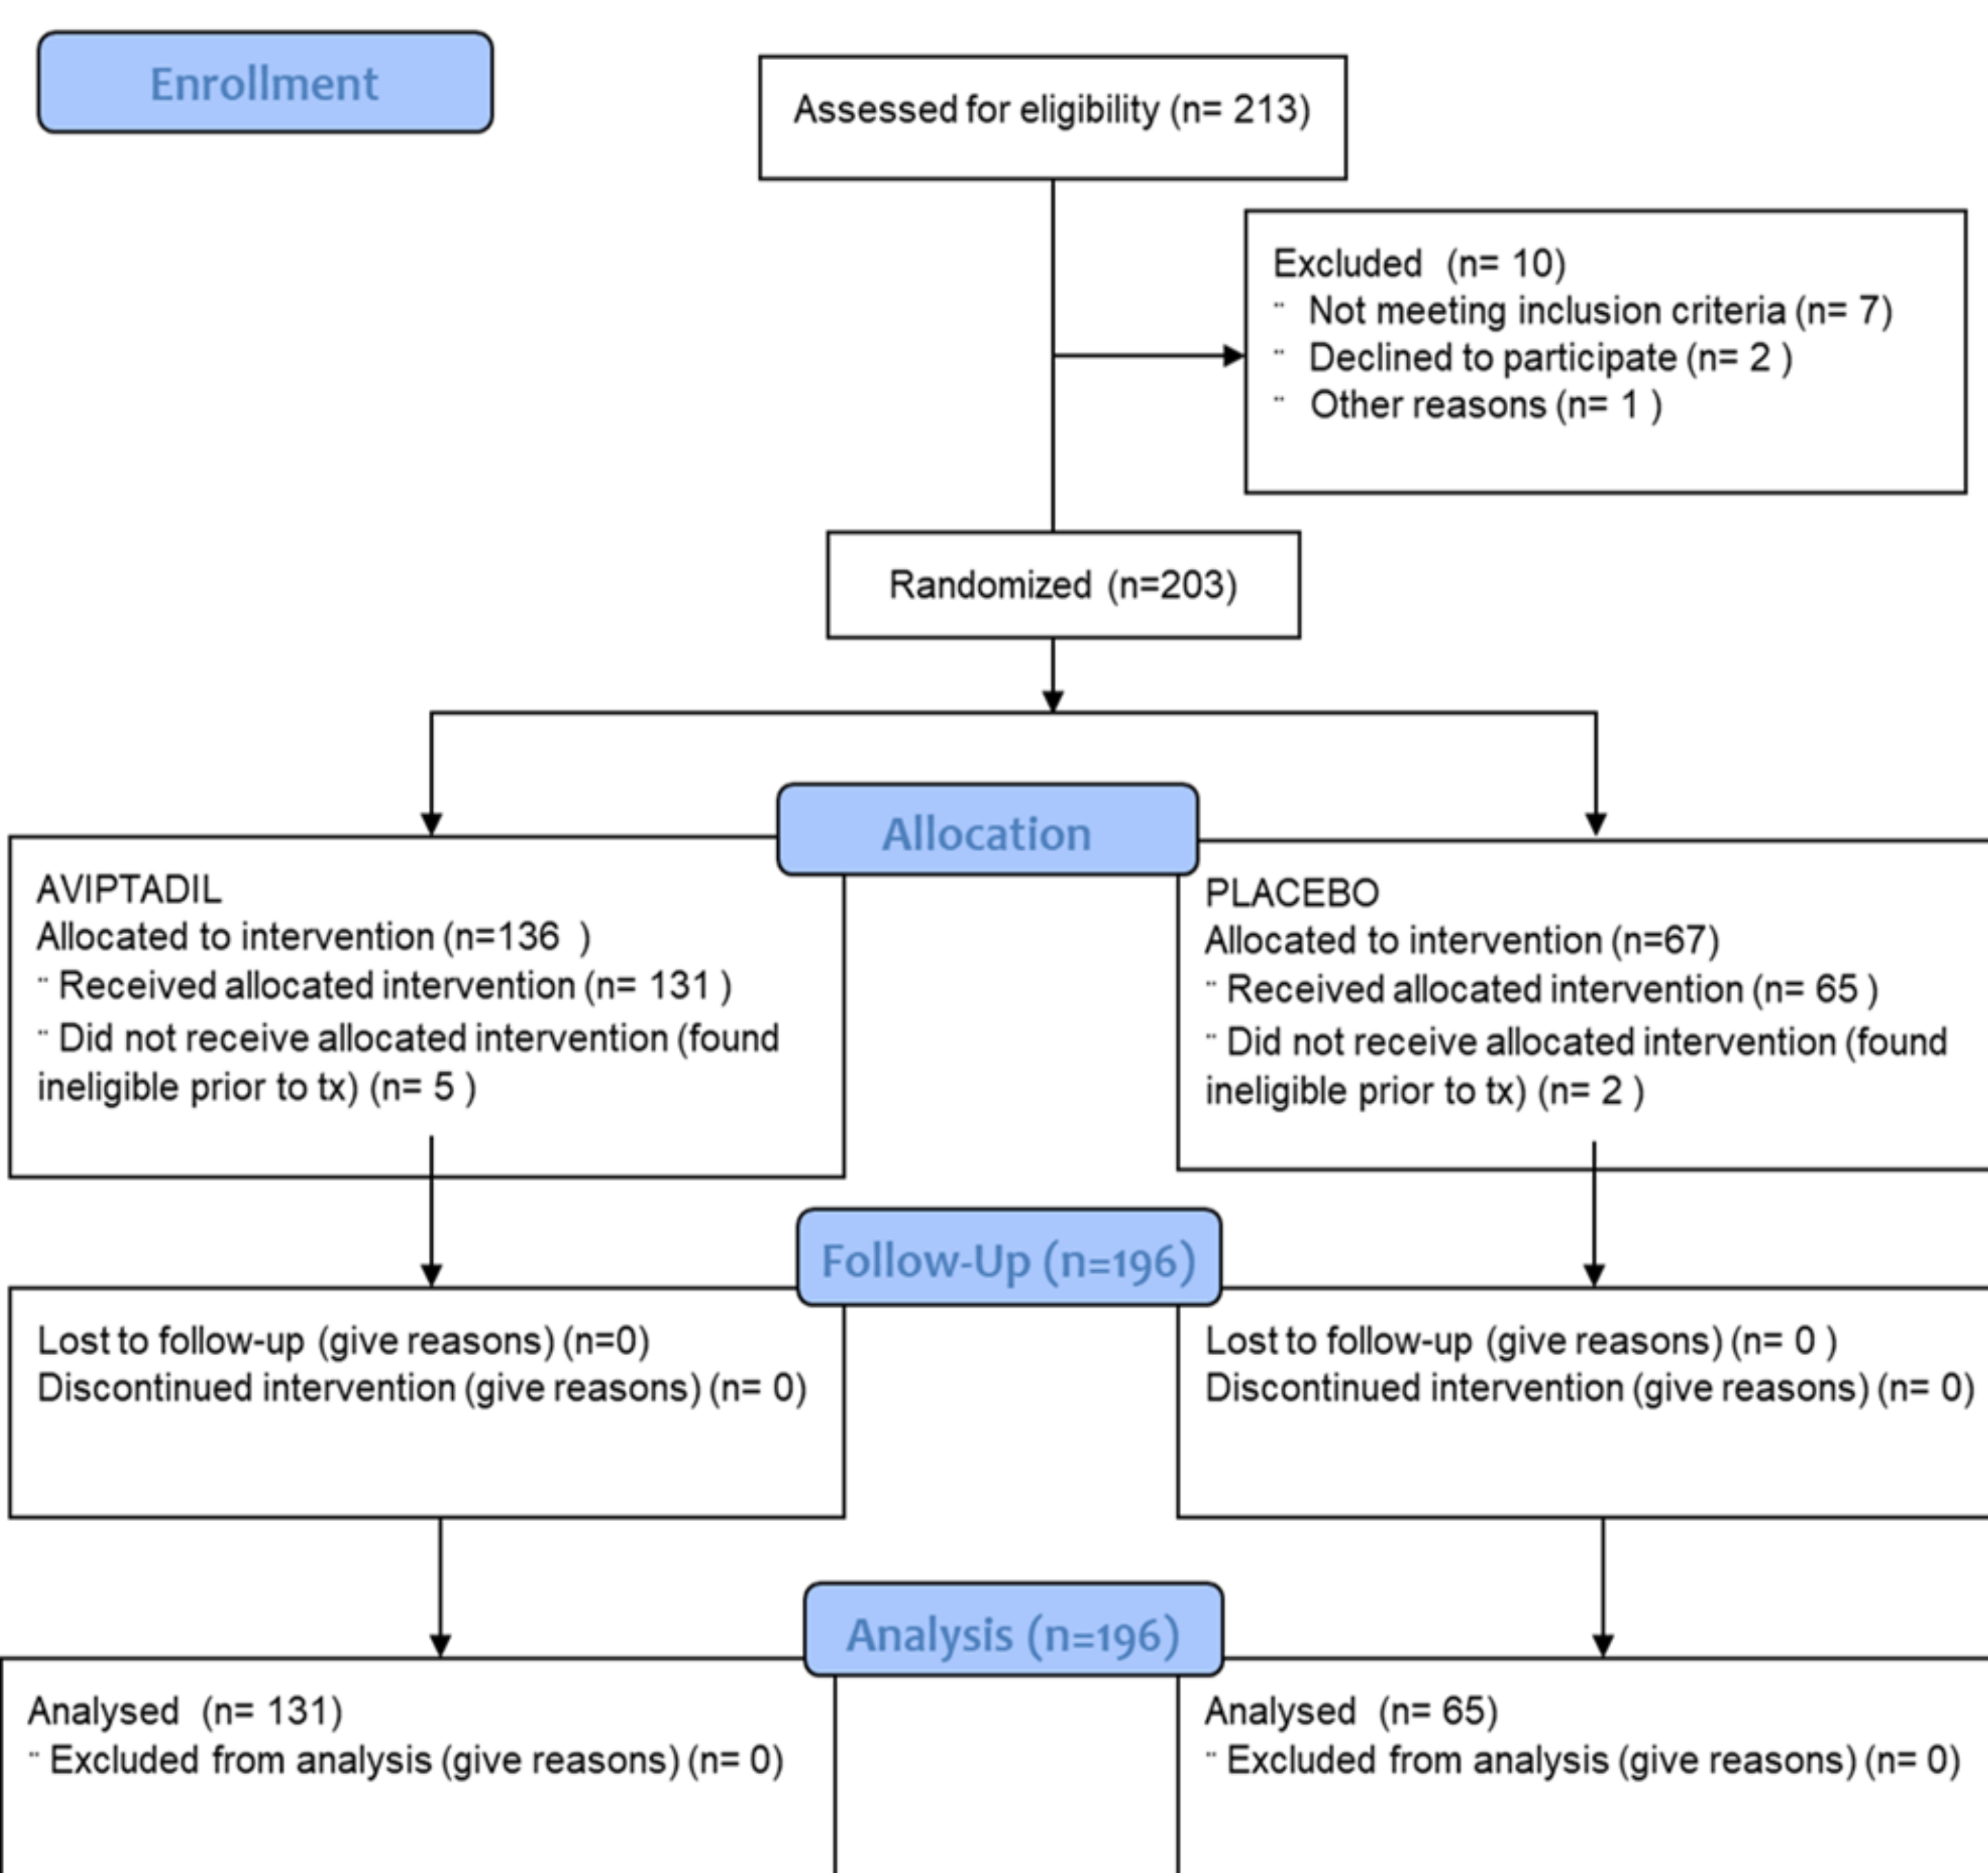 Enrollment
Assessed for eligibility (n= 213)
Excluded (n= 10)
¨ Not meeting inclusion criteria (n= 7)
¨ Declined to participate (n= 2 )
¨ Other reasons (n= 1 )
Randomized (n=203)
Allocation
AVIPTADIL
Allocated to intervention (n=136 )
¨ Received allocated intervention (n= 131 )
¨ Did not receive allocated intervention (found
ineligible prior to tx) (n= 5 )
PLACEBO
Allocated to intervention (n=67)
¨ Received allocated intervention (n= 65 )
¨ Did not receive allocated intervention (found
ineligible prior to tx) (n= 2 )
Follow-Up (n=196)
Lost to follow-up (give reasons) (n=0)
Discontinued intervention (give reasons) (n= 0)
Lost to follow-up (give reasons) (n= 0 )
Discontinued intervention (give reasons) (n= 0)
Analysis (n=196)
Analysed (n= 131)
¨ Excluded from analysis (give reasons) (n= 0)
Analysed (n= 65)
¨ Excluded from analysis (give reasons) (n= 0)